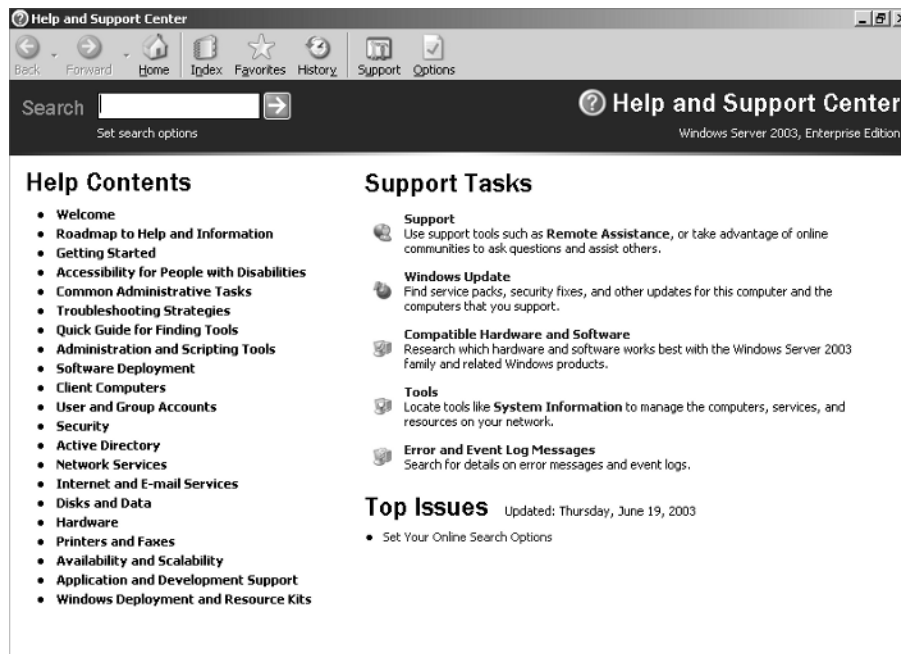 Help and Support Center
Back Forward Home Index Favorites History Support Options
Search
Set search options
Help and Support Center
Windows Server 2003, Enterprise Edition
Help Contents
Welcome
Roadmap to Help and Information
Getting Started
Accessibility for People with Disabilities
Common Administrative Tasks
Troubleshooting Strategies
Quick Guide for Finding Tools
Administration and Scripting Tools
Software Deployment
Client Computers
User and Group Accounts
Security
Active Directory
Network Services
Internet and E-mail Services
Disks and Data
Hardware
Printers and Faxes
Availability and Scalability
Application and Development Support
Windows Deployment and Resource Kits
Support Tasks
Support
Use support tools such as Remote Assistance, or take advantage of online
communities to ask questions and assist others.
Windows Update
Find service packs, security fixes, and other updates for this computer and the
computers that you support.
Compatible Hardware and Software
Research which hardware and software works best with the Windows Server 2003
family and related Windows products.
Tools
Locate tools like System Information to manage the computers, services, and
resources on your network.
Error and Event Log Messages
Search for details on error messages and event logs.
Top Issues Updated: Thursday, June 19, 2003
Set Your Online Search Options